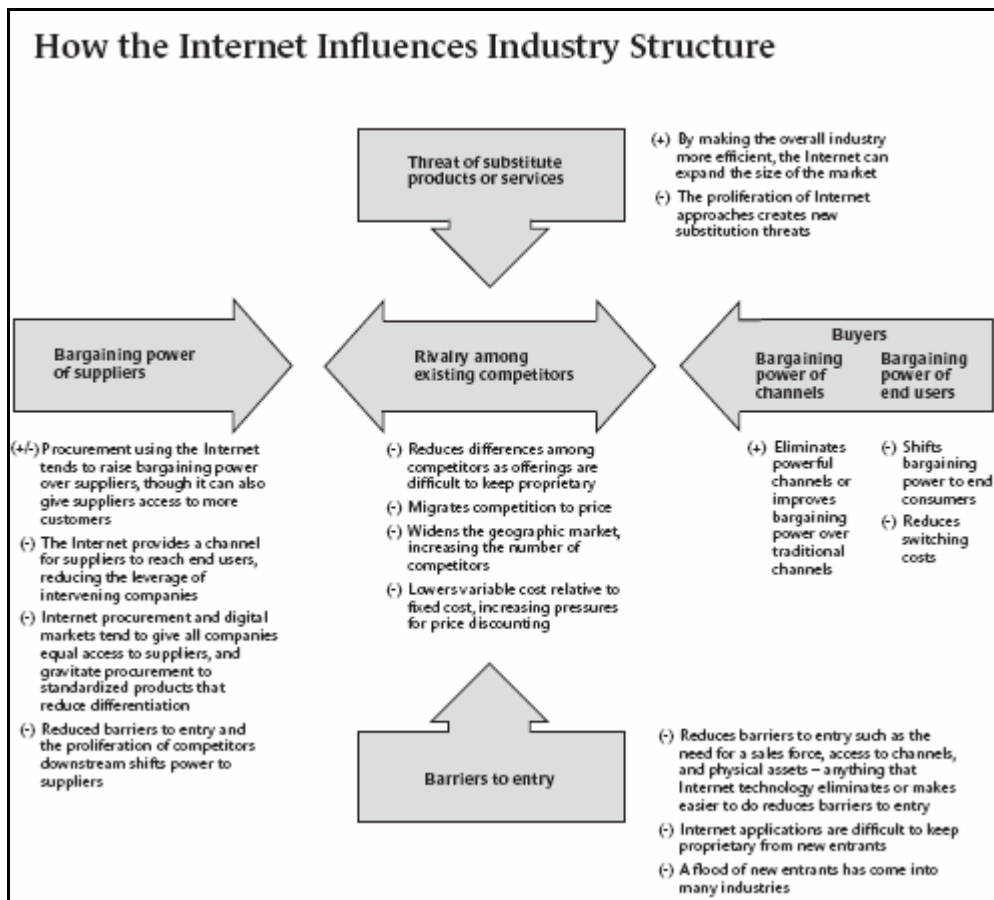 How the Internet Influences Industry Structure
Threat of substitute
products or services
(+) By making the overall industry
more efficient, the Internet can
expand the size of the market
(-) The proliferation of Internet
approaches creates new
substitution threats
Bargaining power
of suppliers
Rivalry among
existing competitors
Buyers
Bargaining
power of
channels
Bargaining
power of
end users
(+/-) Procurement using the Internet
tends to raise bargaining power
over suppliers, though it can also
give suppliers access to more
customers
(-) The Internet provides a channel
for suppliers to reach end users,
reducing the leverage of
intervening companies
(-) Internet procurement and digital
markets tend to give all companies
equal access to suppliers, and
gravitate procurement to
standardized products that
reduce differentiation
(-) Reduced barriers to entry and
the proliferation of competitors
downstream shifts power to
suppliers
(-) Reduces differences among
competitors as offerings are
difficult to keep proprietary
(-) Migrates competition to price
(-) Widens the geographic market,
increasing the number of
competitors
(-) Lowers variable cost relative to
fixed cost, increasing pressures
for price discounting
(+) Eliminates
powerful
channels or
improves
bargaining
power over
traditional
channels
(-) Shifts
bargaining
power to end
consumers
(-) Reduces
switching
costs
Barriers to entry
(-) Reduces barriers to entry such as the
need for a sales force, access to channels,
and physical assets – anything that
Internet technology eliminates or makes
easier to do reduces barriers to entry
(-) Internet applications are difficult to keep
proprietary from new entrants
(-) A flood of new entrants has come into
many industries